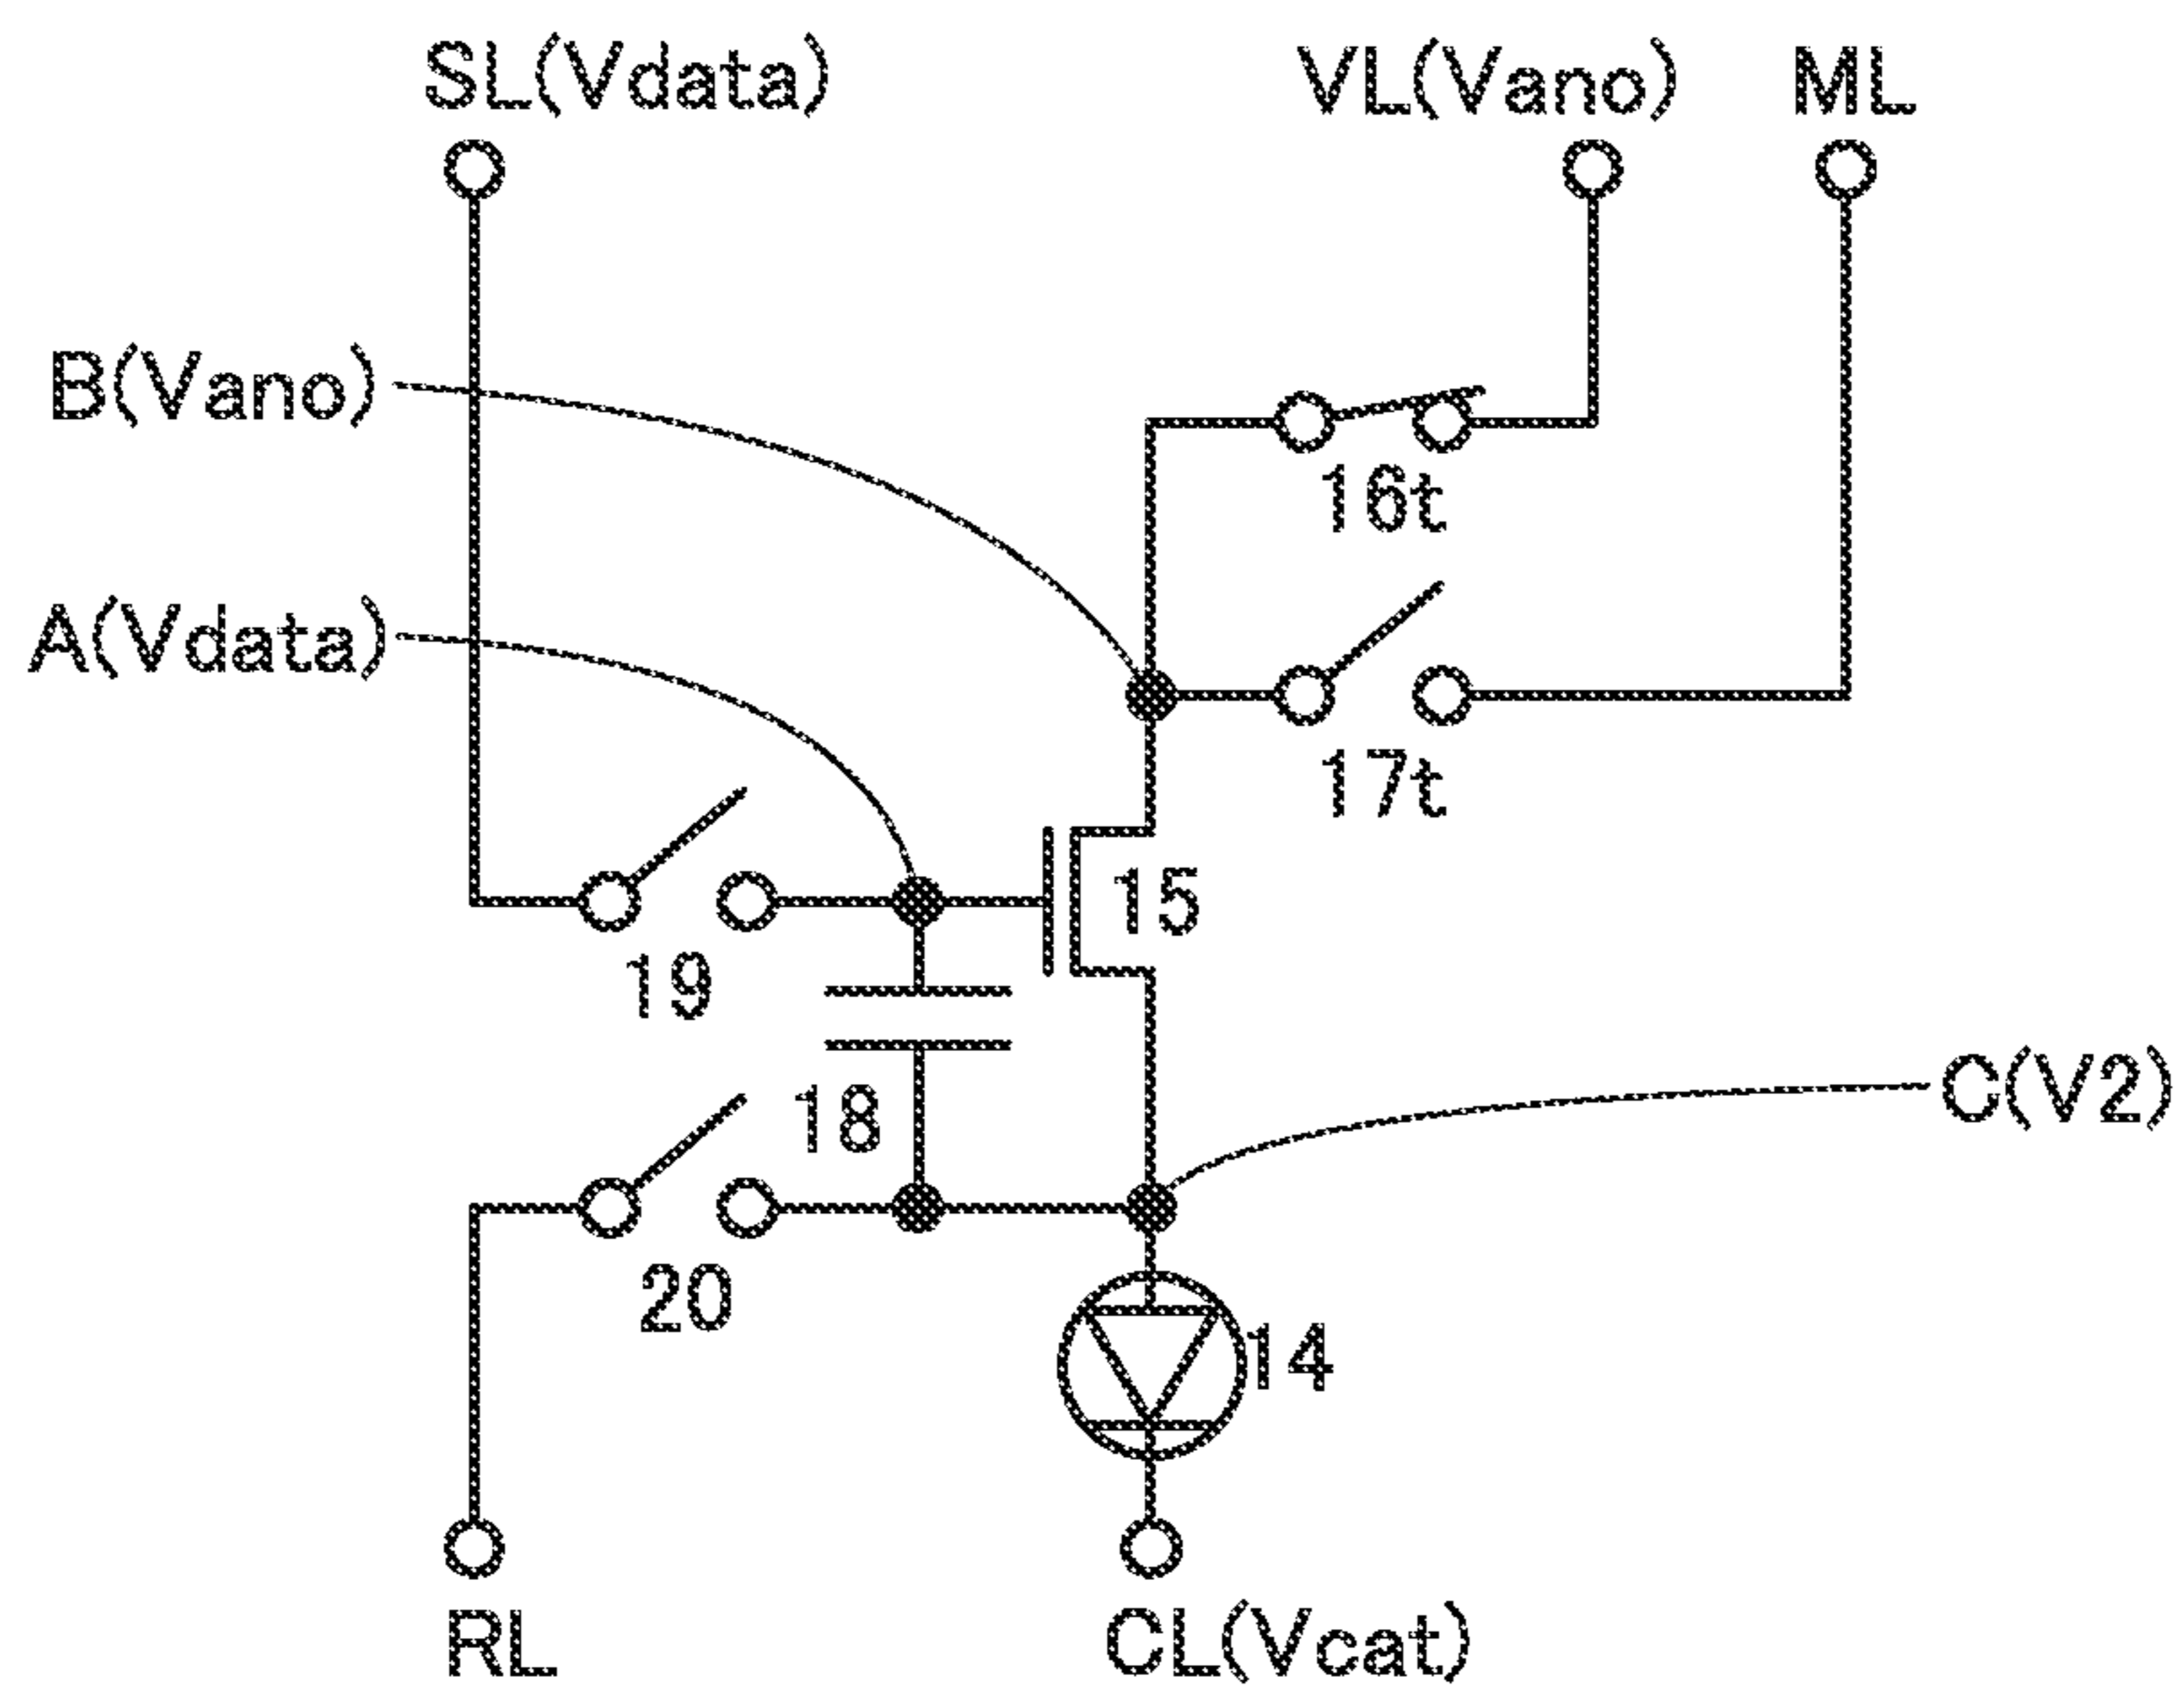 SL(Vdata)
VL(Vano)
ML
B(Vano)
16t
A(Vdata)
17t
15
19
C(V2)
18
20
14
RL
CL(Vcat)